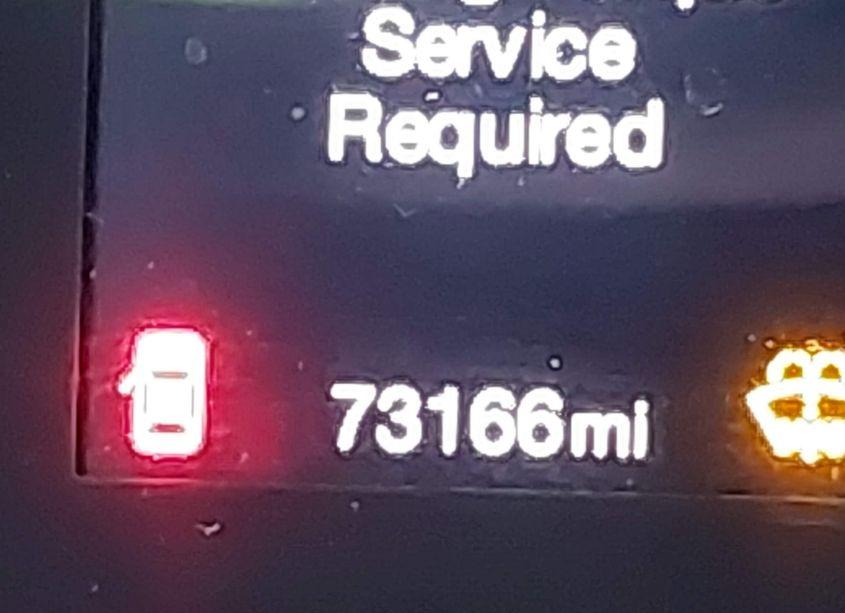 Service
Required
73166mi